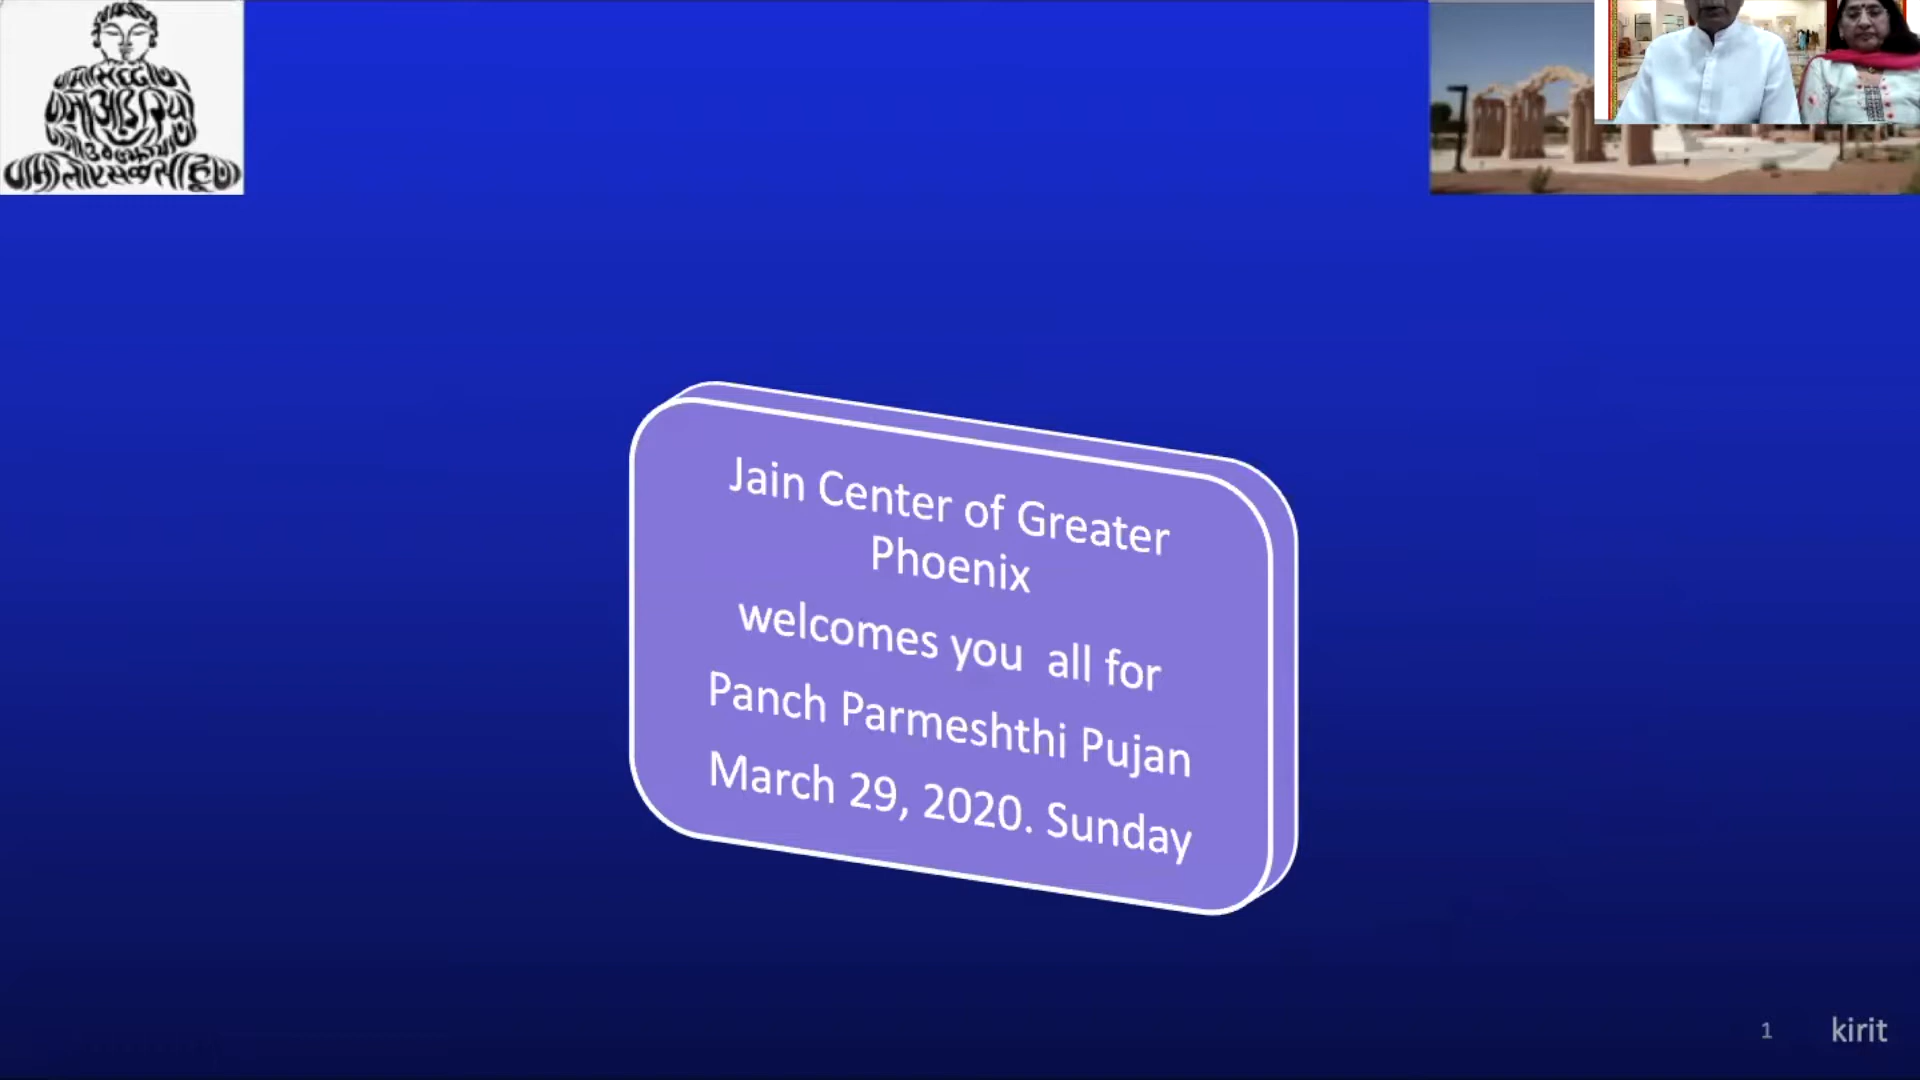 Jain Center of Greater
Phoenix
welcomes you all for
Panch Parmeshthi Pujan
March 29, 2020. Sunday
1
kirit